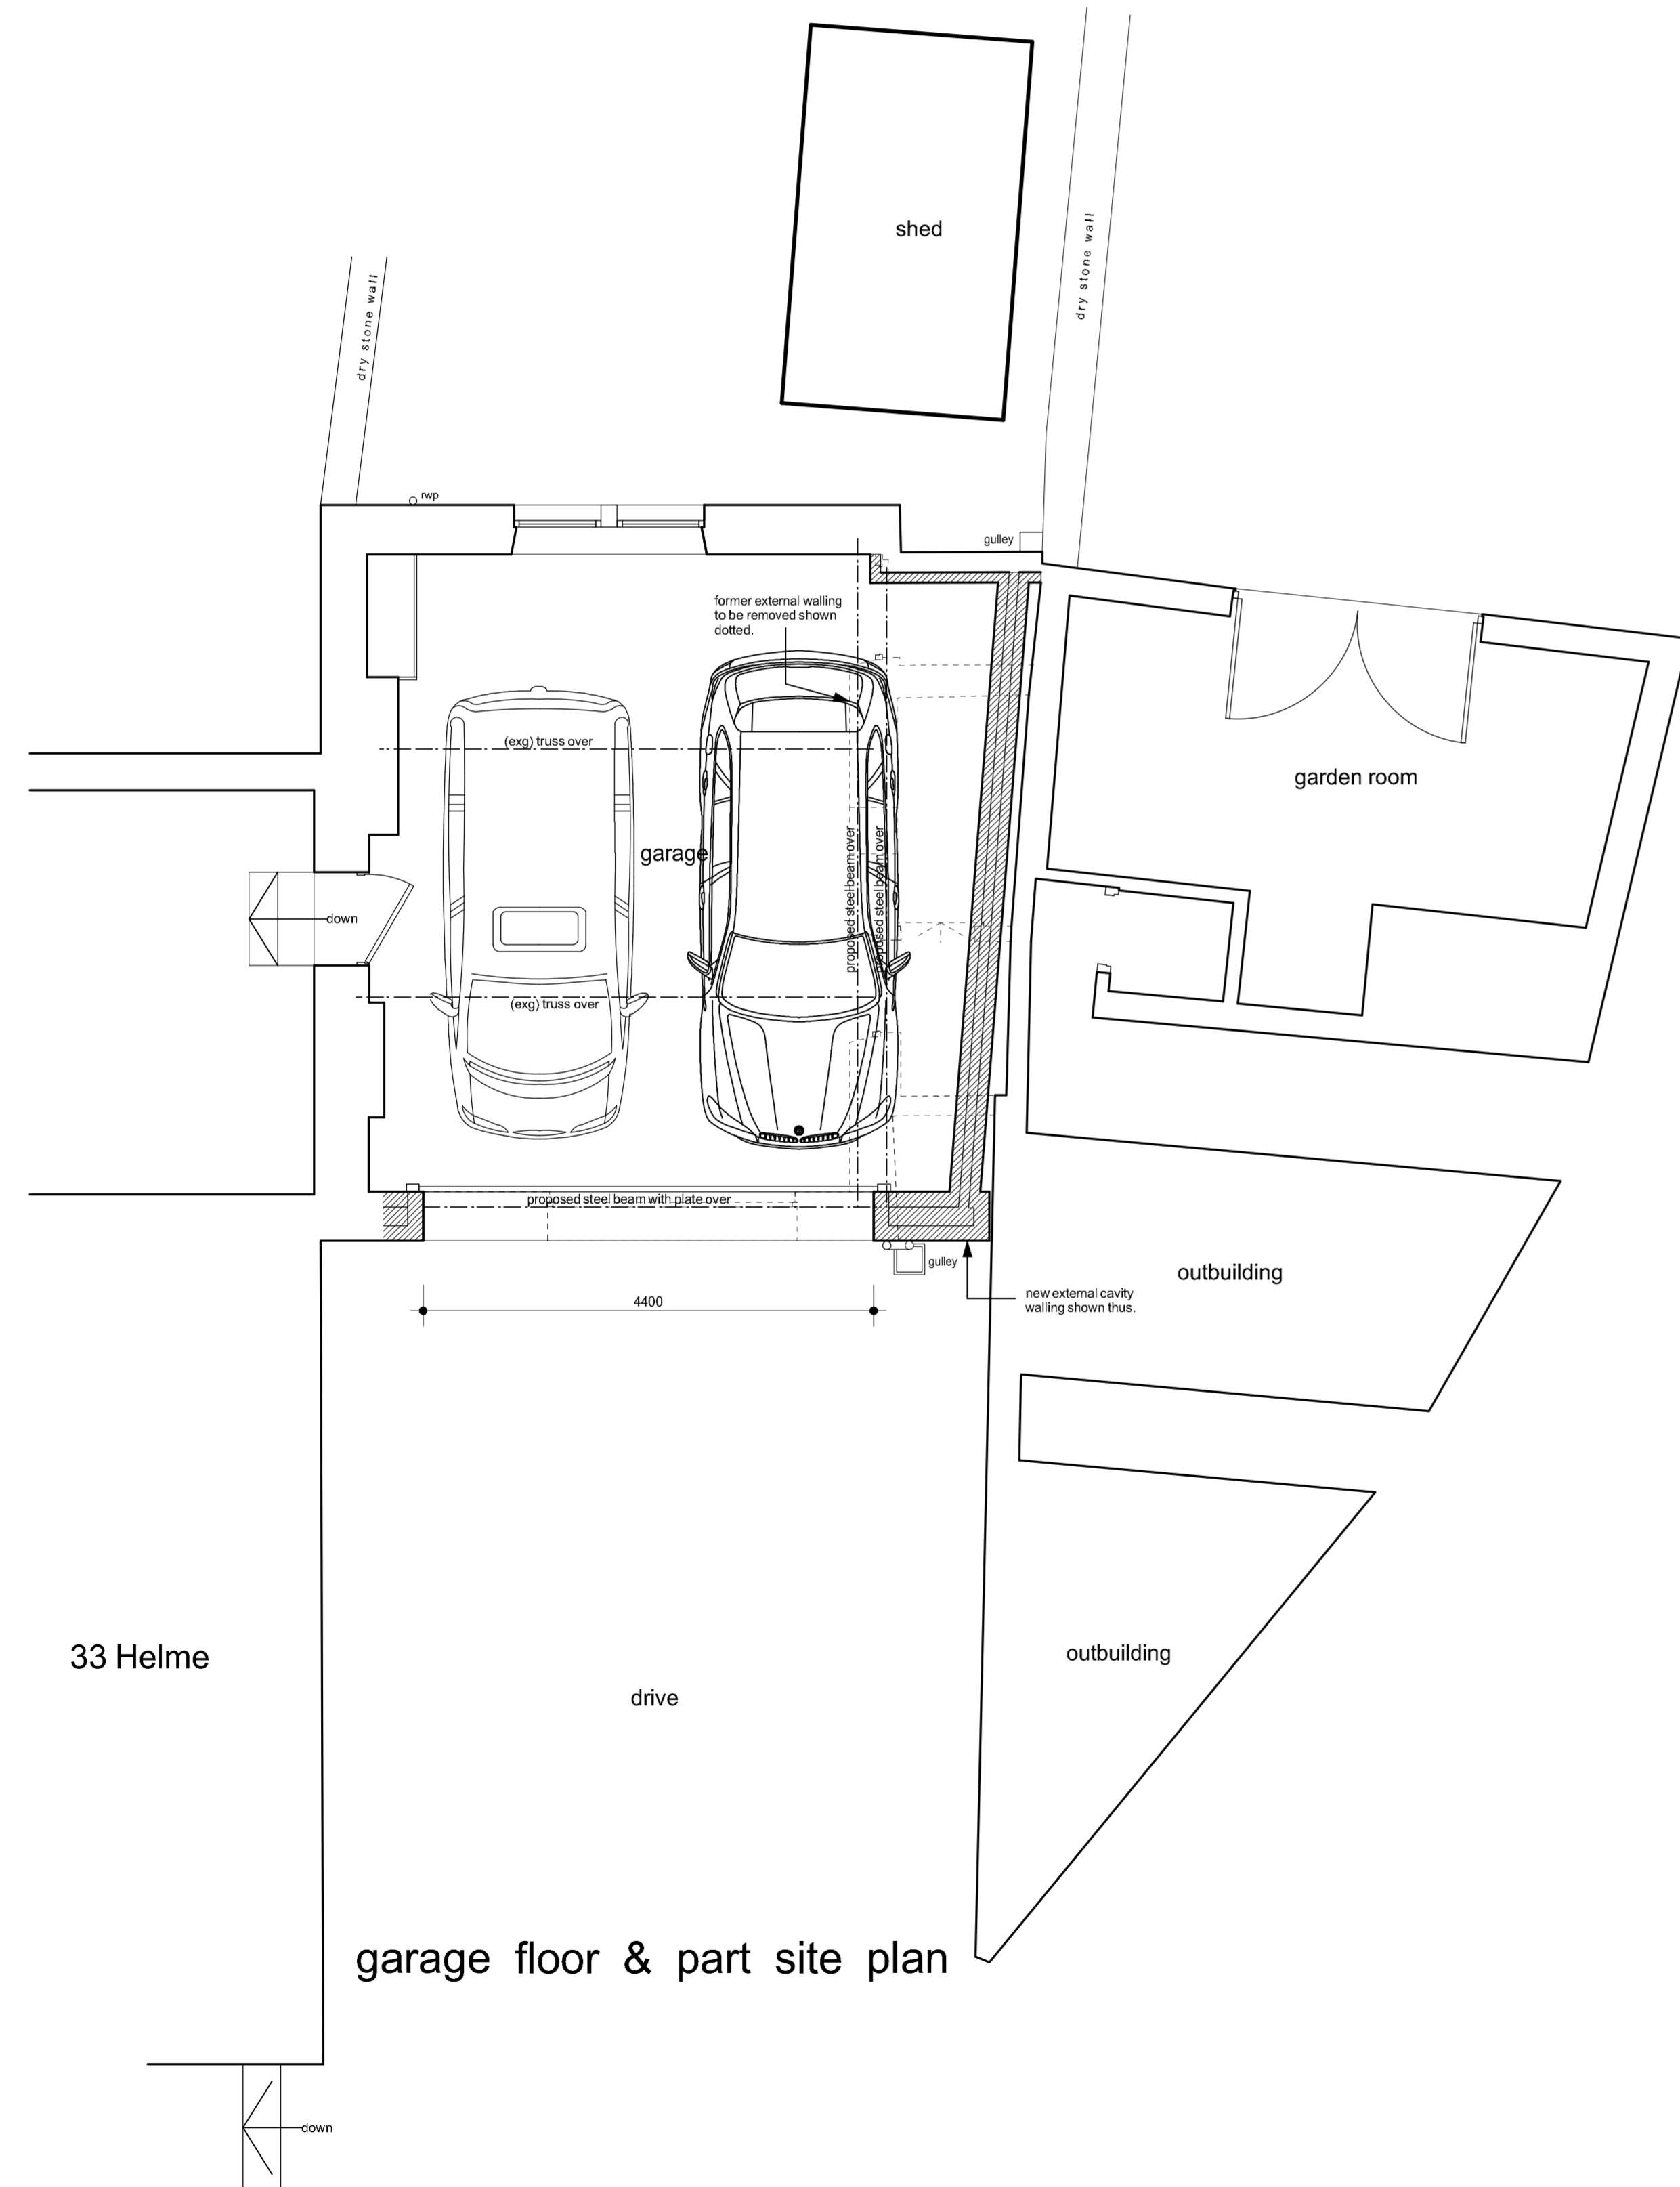 shed
dry stone wall
dry stone wall
rwp
gulley
former external walling
to be removed shown
dotted.
(exg) truss over
garden room
garage
proposed steel beam over
proposed steel beam over
down
(exg) truss over
proposed steel beam with plate over
gulley
outbuilding
new external cavity
walling shown thus.
4400
outbuilding
33 Helme
drive
garage floor & part site plan
down